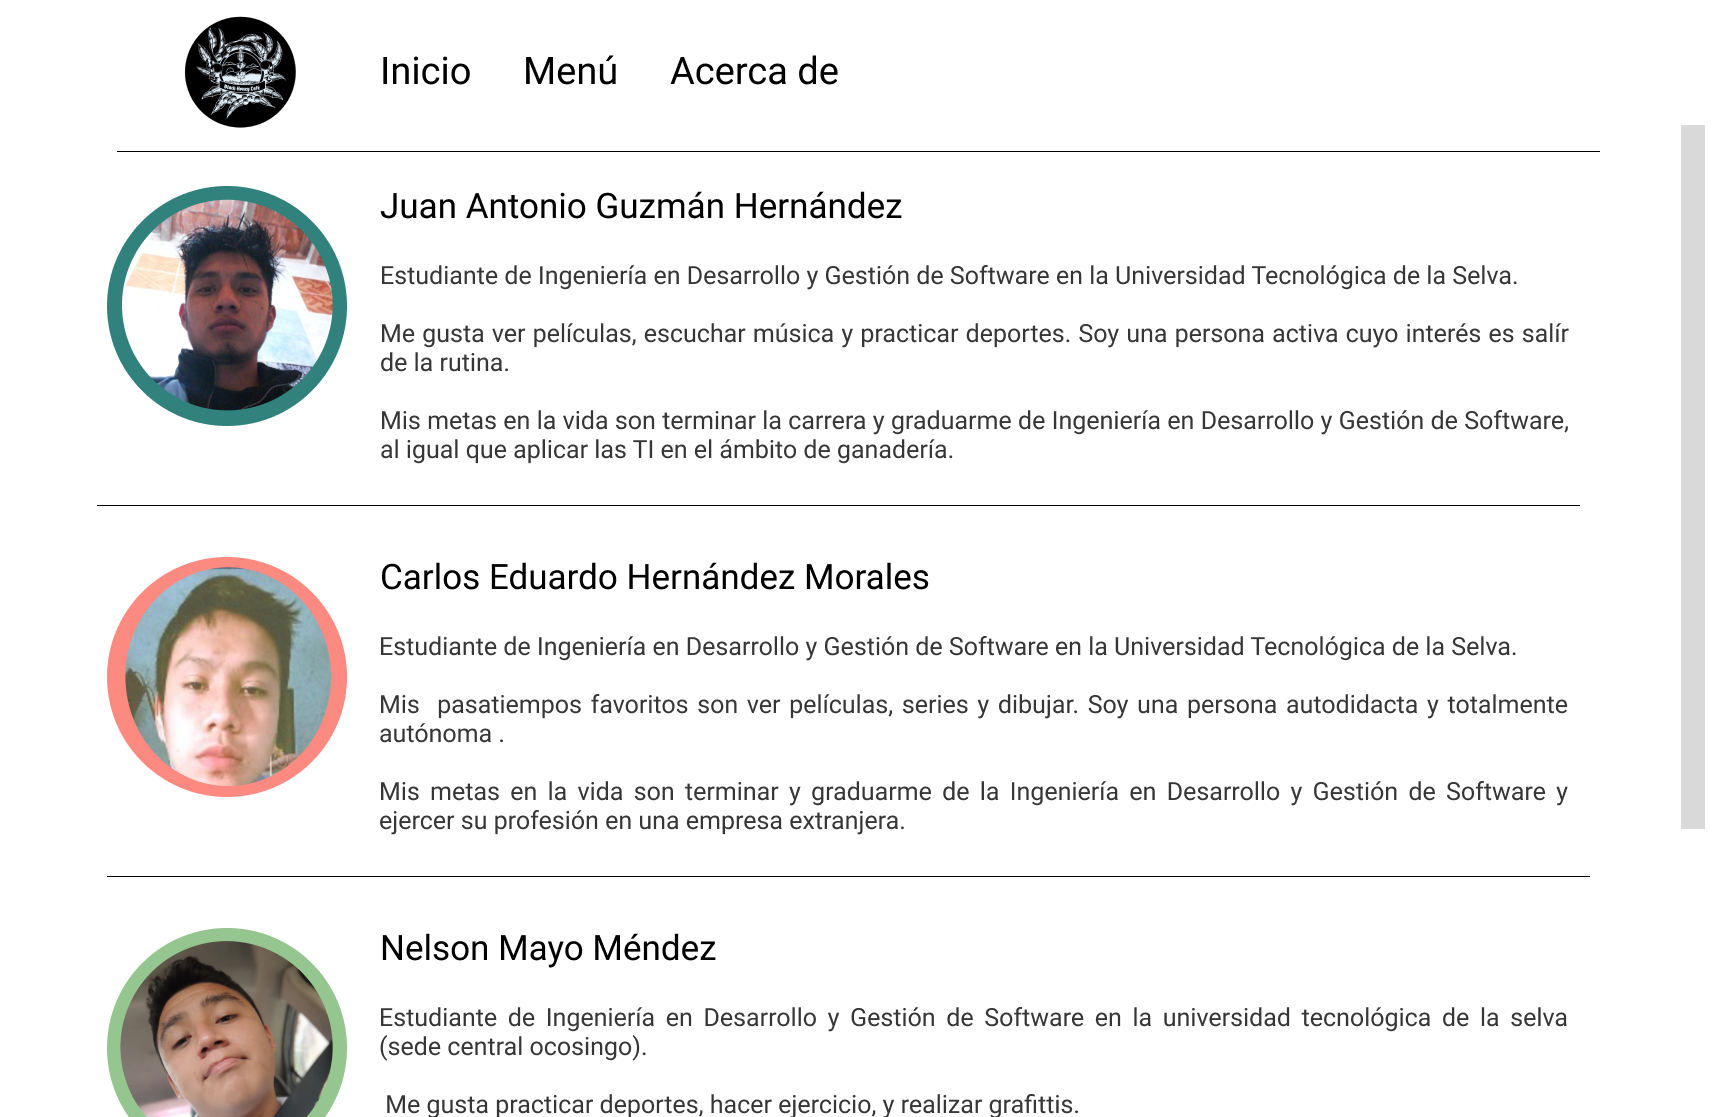 Black Honey Café
Inicio Menú Acerca de
Juan Antonio Guzmán Hernández
Estudiante de Ingeniería en Desarrollo y Gestión de Software en la Universidad Tecnológica de la Selva.
Me gusta ver películas, escuchar música y practicar deportes. Soy una persona activa cuyo interés es salír
de la rutina.
Mis metas en la vida son terminar la carrera y graduarme de Ingeniería en Desarrollo y Gestión de Software,
al igual que aplicar las TI en el ámbito de ganadería.
Carlos Eduardo Hernández Morales
Estudiante de Ingeniería en Desarrollo y Gestión de Software en la Universidad Tecnológica de la Selva.
Mis  pasatiempos favoritos son ver películas, series y dibujar. Soy una persona autodidacta y totalmente
autónoma .
Mis metas en la vida son terminar y graduarme de la Ingeniería en Desarrollo y Gestión de Software y
ejercer su profesión en una empresa extranjera.
Nelson Mayo Méndez
Estudiante de Ingeniería en Desarrollo y Gestión de Software en la universidad tecnológica de la selva
(sede central ocosingo).
Me gusta practicar deportes, hacer ejercicio, y realizar grafittis.